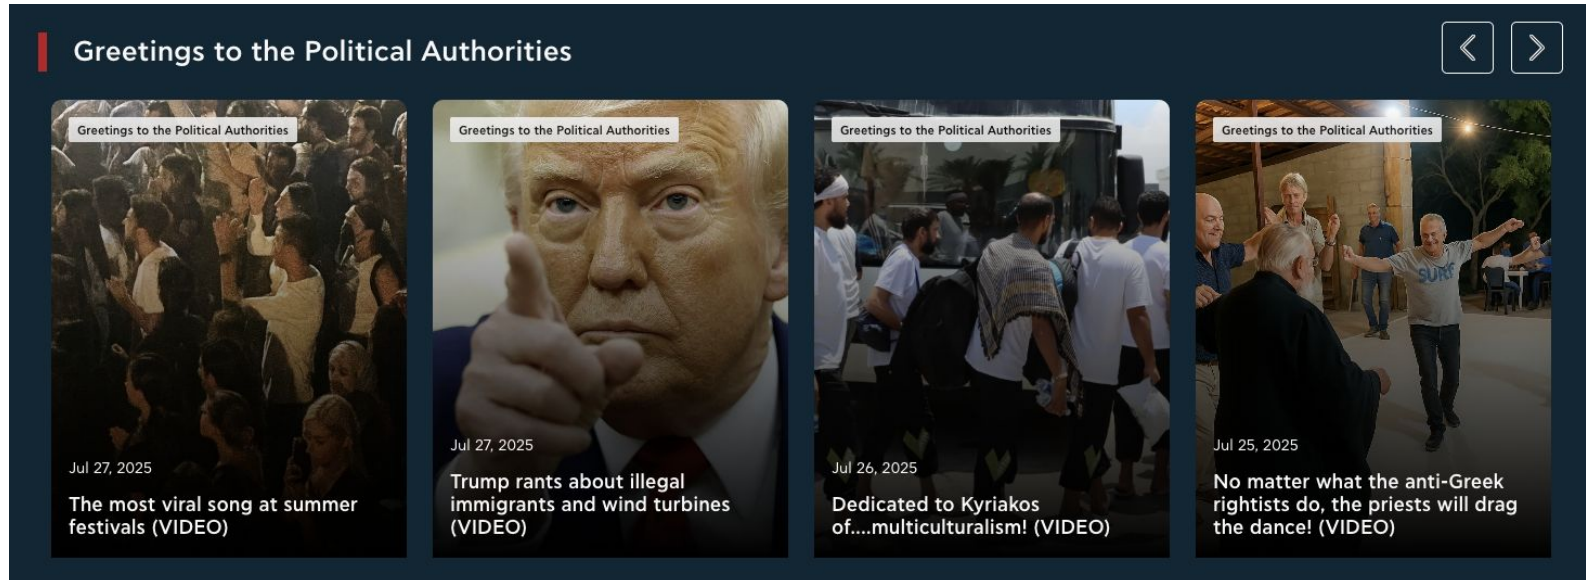 Greetings to the Political Authorities
Greetings to the Political Authorities
Jul 27, 2025
The most viral song at summer
festivals (VIDEO)
Greetings to the Political Authorities
Jul 27, 2025
Trump rants about illegal
immigrants and wind turbines
(VIDEO)
Greetings to the Political Authorities
Jul 26, 2025
Dedicated to Kyriakos
of....multiculturalism! (VIDEO)
Greetings to the Political Authorities
SURF
Jul 25, 2025
No matter what the anti-Greek
rightists do, the priests will drag
the dance! (VIDEO)